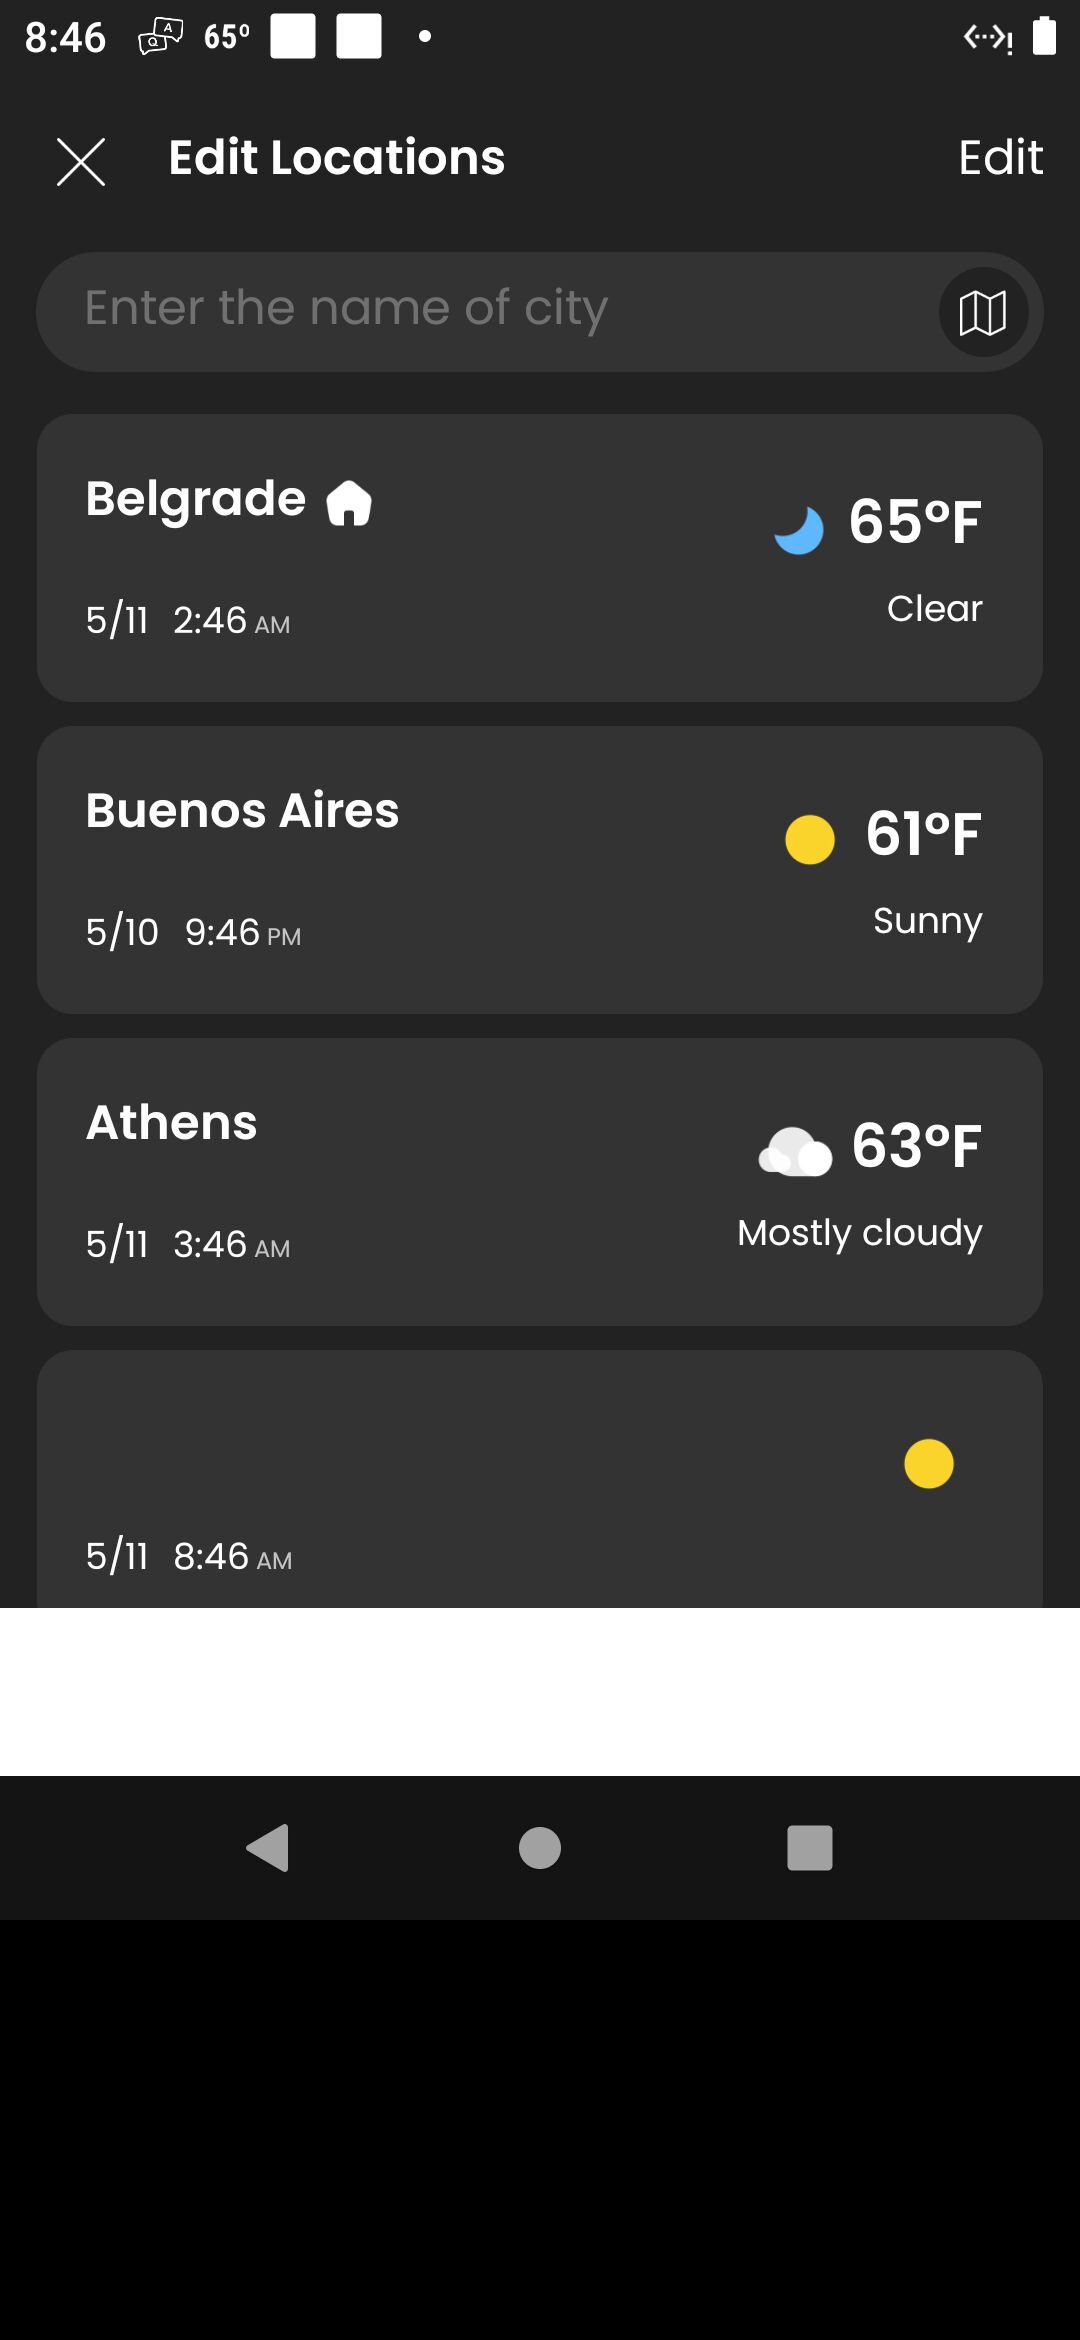 8:46 65º
Edit Locations Edit
Enter the name of city
Belgrade 65°F
Clear
5/11 2:46 AM
Buenos Aires 61°F
Sunny
5/10 9:46 PM
Athens 63°F
Mostly cloudy
5/11 3:46 AM
5/11 8:46 AM